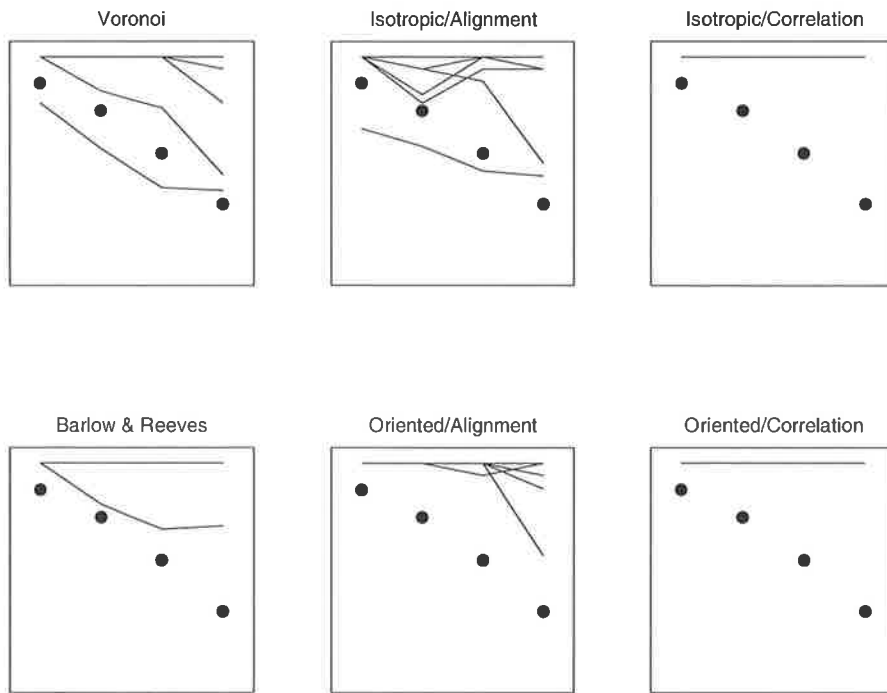 Voronoi
Isotropic/Alignment
Isotropic/Correlation
Barlow & Reeves
Oriented/Alignment
Oriented/Correlation